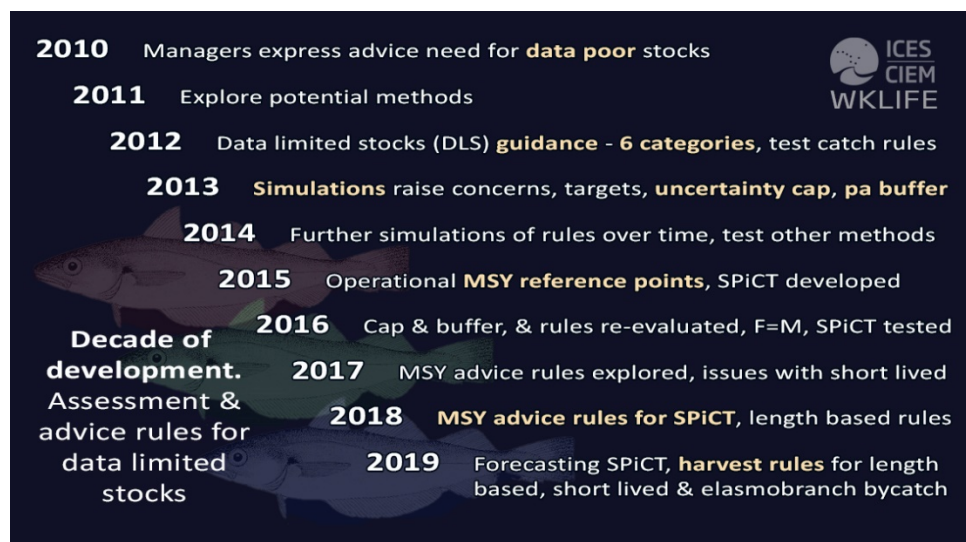 2010 Managers express advice need for data poor stocks
ICES
CIEM
WKLIFE
2011 Explore potential methods
2012 Data limited stocks (DLS) guidance - 6 categories, test catch rules
2013 Simulations raise concerns, targets, uncertainty cap, pa buffer
2014 Further simulations of rules over time, test other methods
2015 Operational MSY reference points, SPiCT developed
2016 Cap & buffer, & rules re-evaluated, F=M, SPiCT tested
2017 MSY advice rules explored, issues with short lived
2018 MSY advice rules for SPiCT, length based rules
2019 Forecasting SPiCT, harvest rules for length
based, short lived & elasmobranch bycatch
Decade of
development.
Assessment &
advice rules for
data limited
stocks